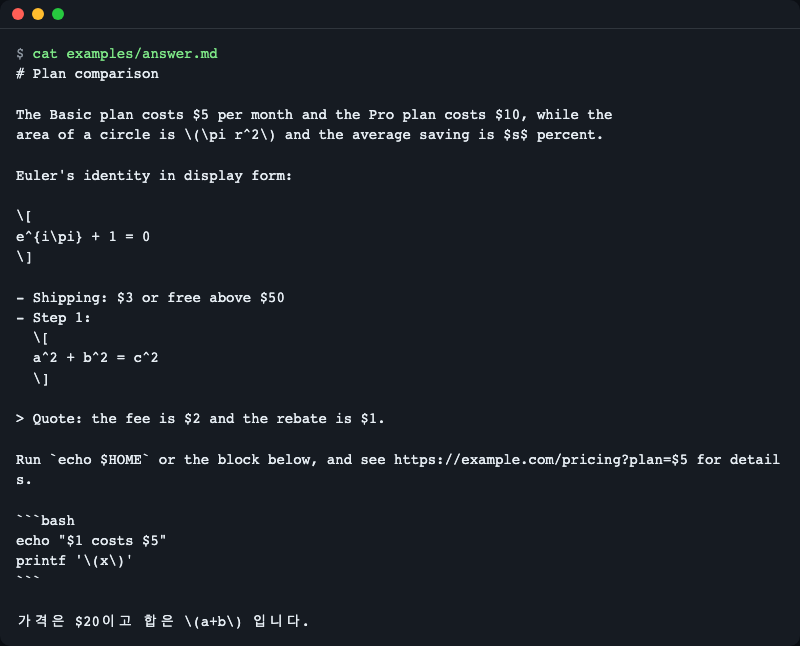 $ cat examples/answer.md
# Plan comparison

The Basic plan costs $5 per month and the Pro plan costs $10, while the
area of a circle is \(\pi r^2\) and the average saving is $s$ percent.

Euler's identity in display form:

\[
e^{i\pi} + 1 = 0
\]

- Shipping: $3 or free above $50
- Step 1:
  \[
  a^2 + b^2 = c^2
  \]

> Quote: the fee is $2 and the rebate is $1.

Run `echo $HOME` or the block below, and see https://example.com/pricing?plan=$5 for detail
s.

```bash
echo "$1 costs $5"
printf '\(x\)'
```

가격은 $20이고 합은 \(a+b\) 입니다.